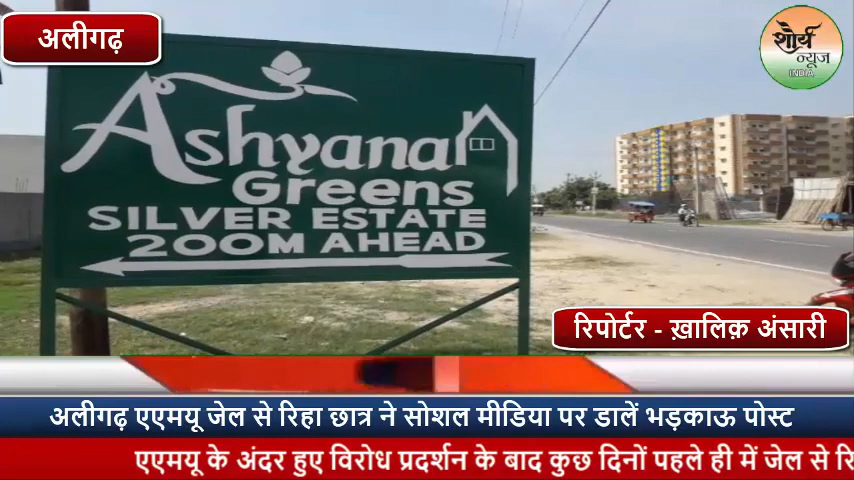 अलीगढ़
शौर्य
न्यूज
INDIA
Ashyana
Greens
SILVER ESTATE
200M AHEAD
रिपोर्टर - ख़ालिक़ अंसारी
अलीगढ़ एएमयू जेल से रिहा छात्र ने सोशल मीडिया पर डालें भड़काऊ पोस्ट
एएमयू के अंदर हुए विरोध प्रदर्शन के बाद कुछ दिनों पहले ही में जेल से रि